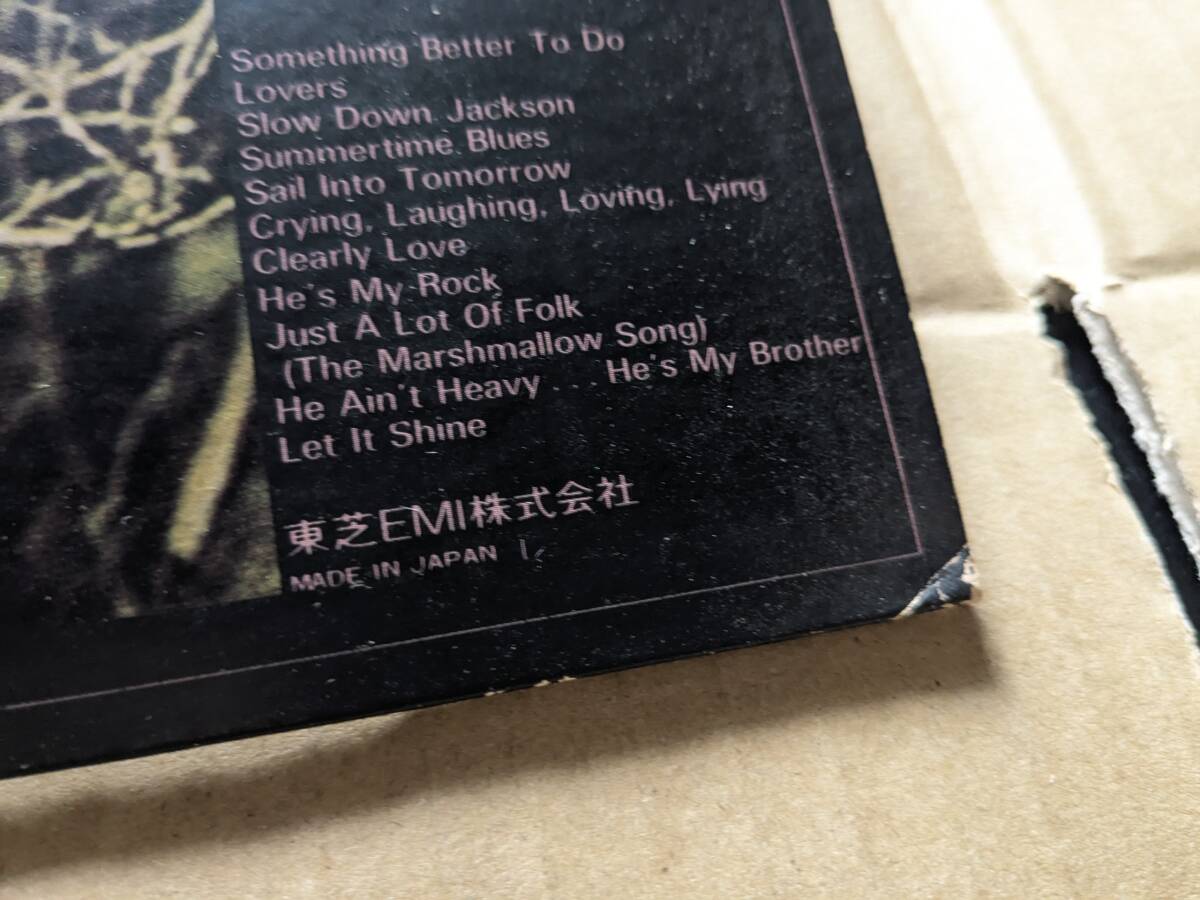 Something Better To Do
Lovers
Slow Down Jackson
Summertime Blues
Sail Into Tomorrow
Crying, Laughing, Loving, Lying
Clearly Love
He's My Rock
Just A Lot Of Folk
(The Marshmallow Song)
He Ain't Heavy...He's My Brother
Let It Shine
東芝EMI株式会社
MADE IN JAPAN